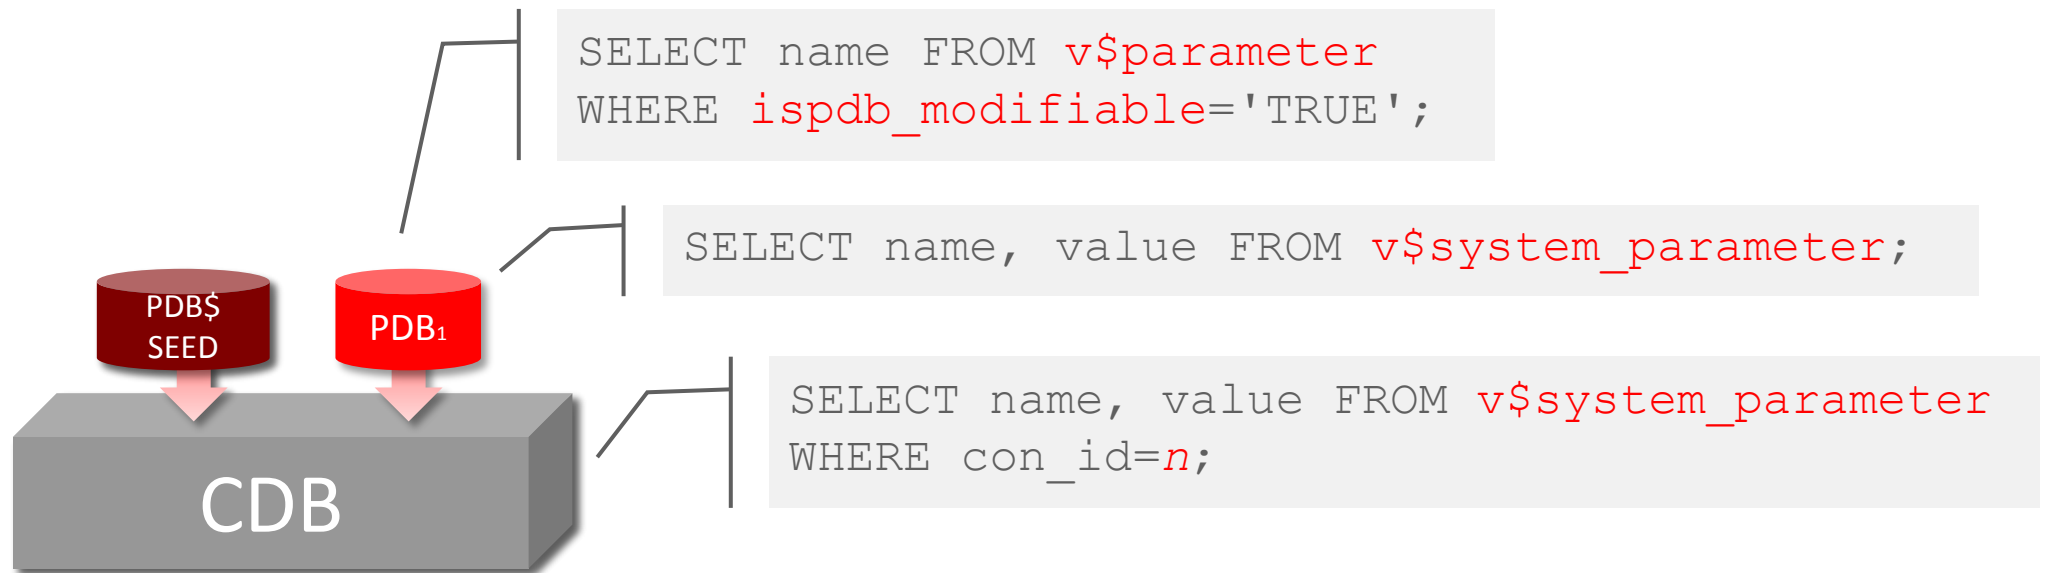 SELECT name FROM v$parameter
WHERE ispdb_modifiable='TRUE';
SELECT name, value FROM v$system_parameter;
PDB$
SEED
PDB1
SELECT name, value FROM v$system_parameter
WHERE con_id=n;
CDB